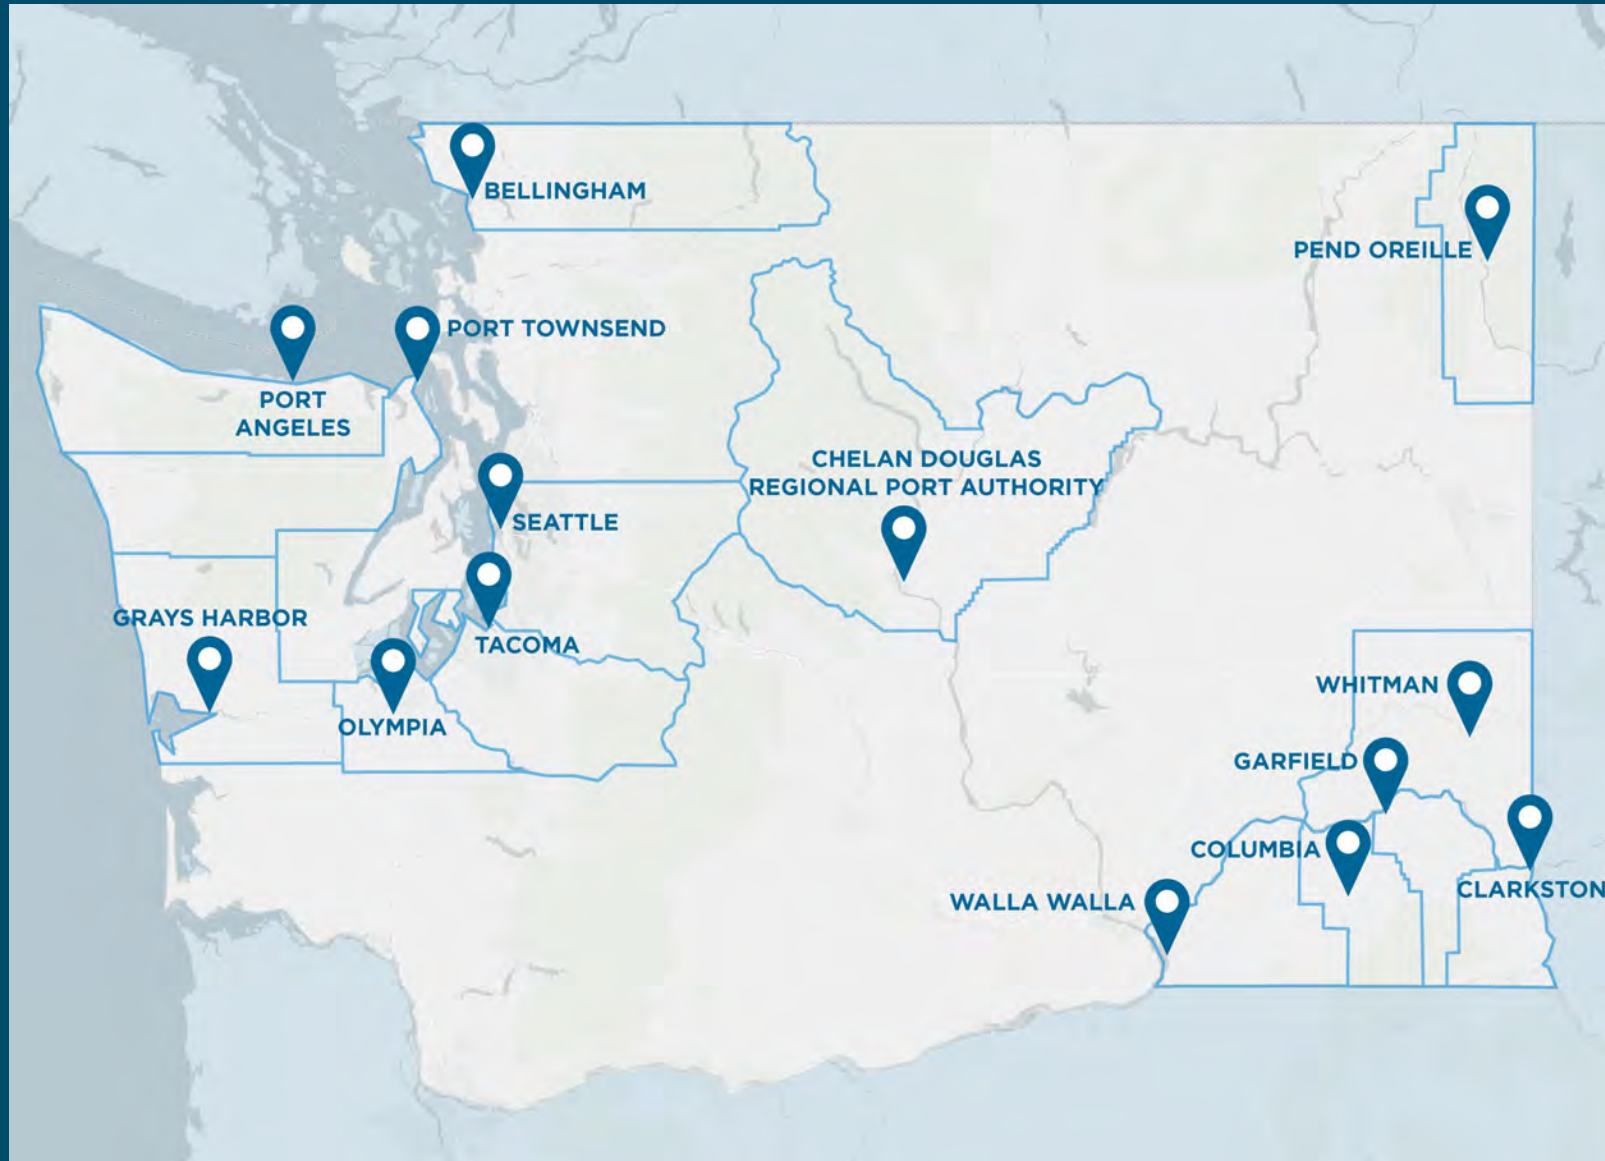 BELLINGHAM
PEND OREILLE
PORT TOWNSEND
PORT
ANGELES
CHELAN DOUGLAS
REGIONAL PORT AUTHORITY
SEATTLE
GRAYS HARBOR
TACOMA
WHITMAN
OLYMPIA
GARFIELD
COLUMBIA
CLARKSTON
WALLA WALLA